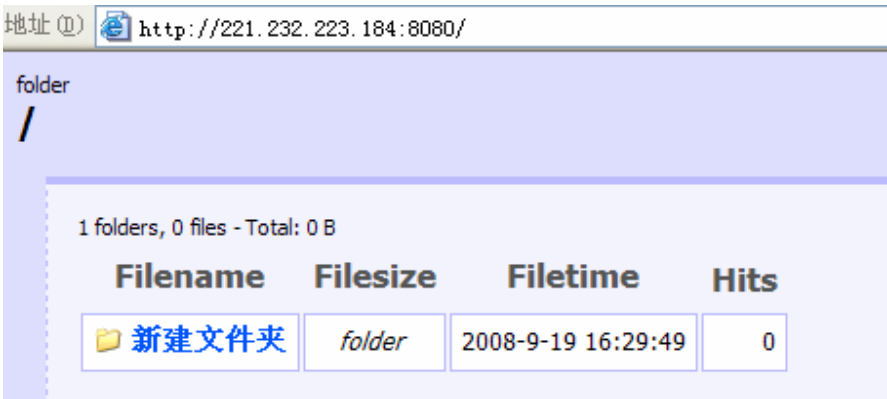 地址(D) http://221.232.223.184:8080/
folder
/
1 folders, 0 files - Total: 0 B
Filename Filesize Filetime Hits
新建文件夹 folder 2008-9-19 16:29:49 0